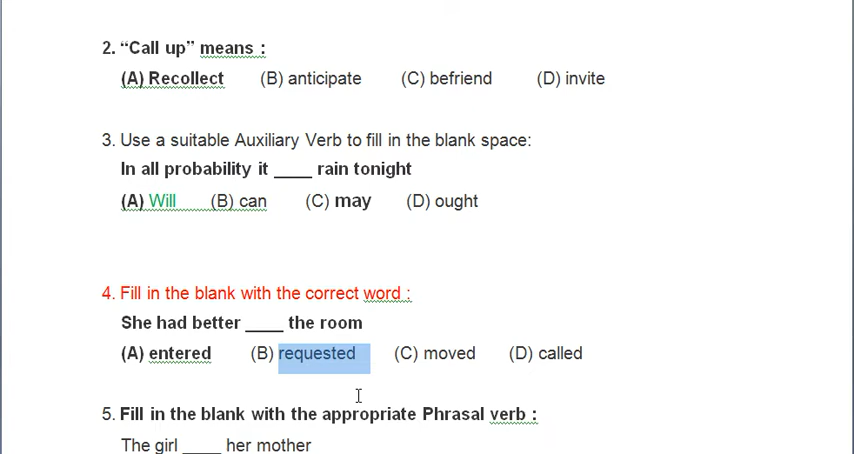 2. “Call up” means :
(A) Recollect (B) anticipate (C) befriend (D) invite
3. Use a suitable Auxiliary Verb to fill in the blank space:
In all probability it ____ rain tonight
(A) Will (B) can (C) may (D) ought
4. Fill in the blank with the correct word :
She had better ____ the room
(A) entered (B) requested (C) moved (D) called
5. Fill in the blank with the appropriate Phrasal verb :
The girl ____ her mother